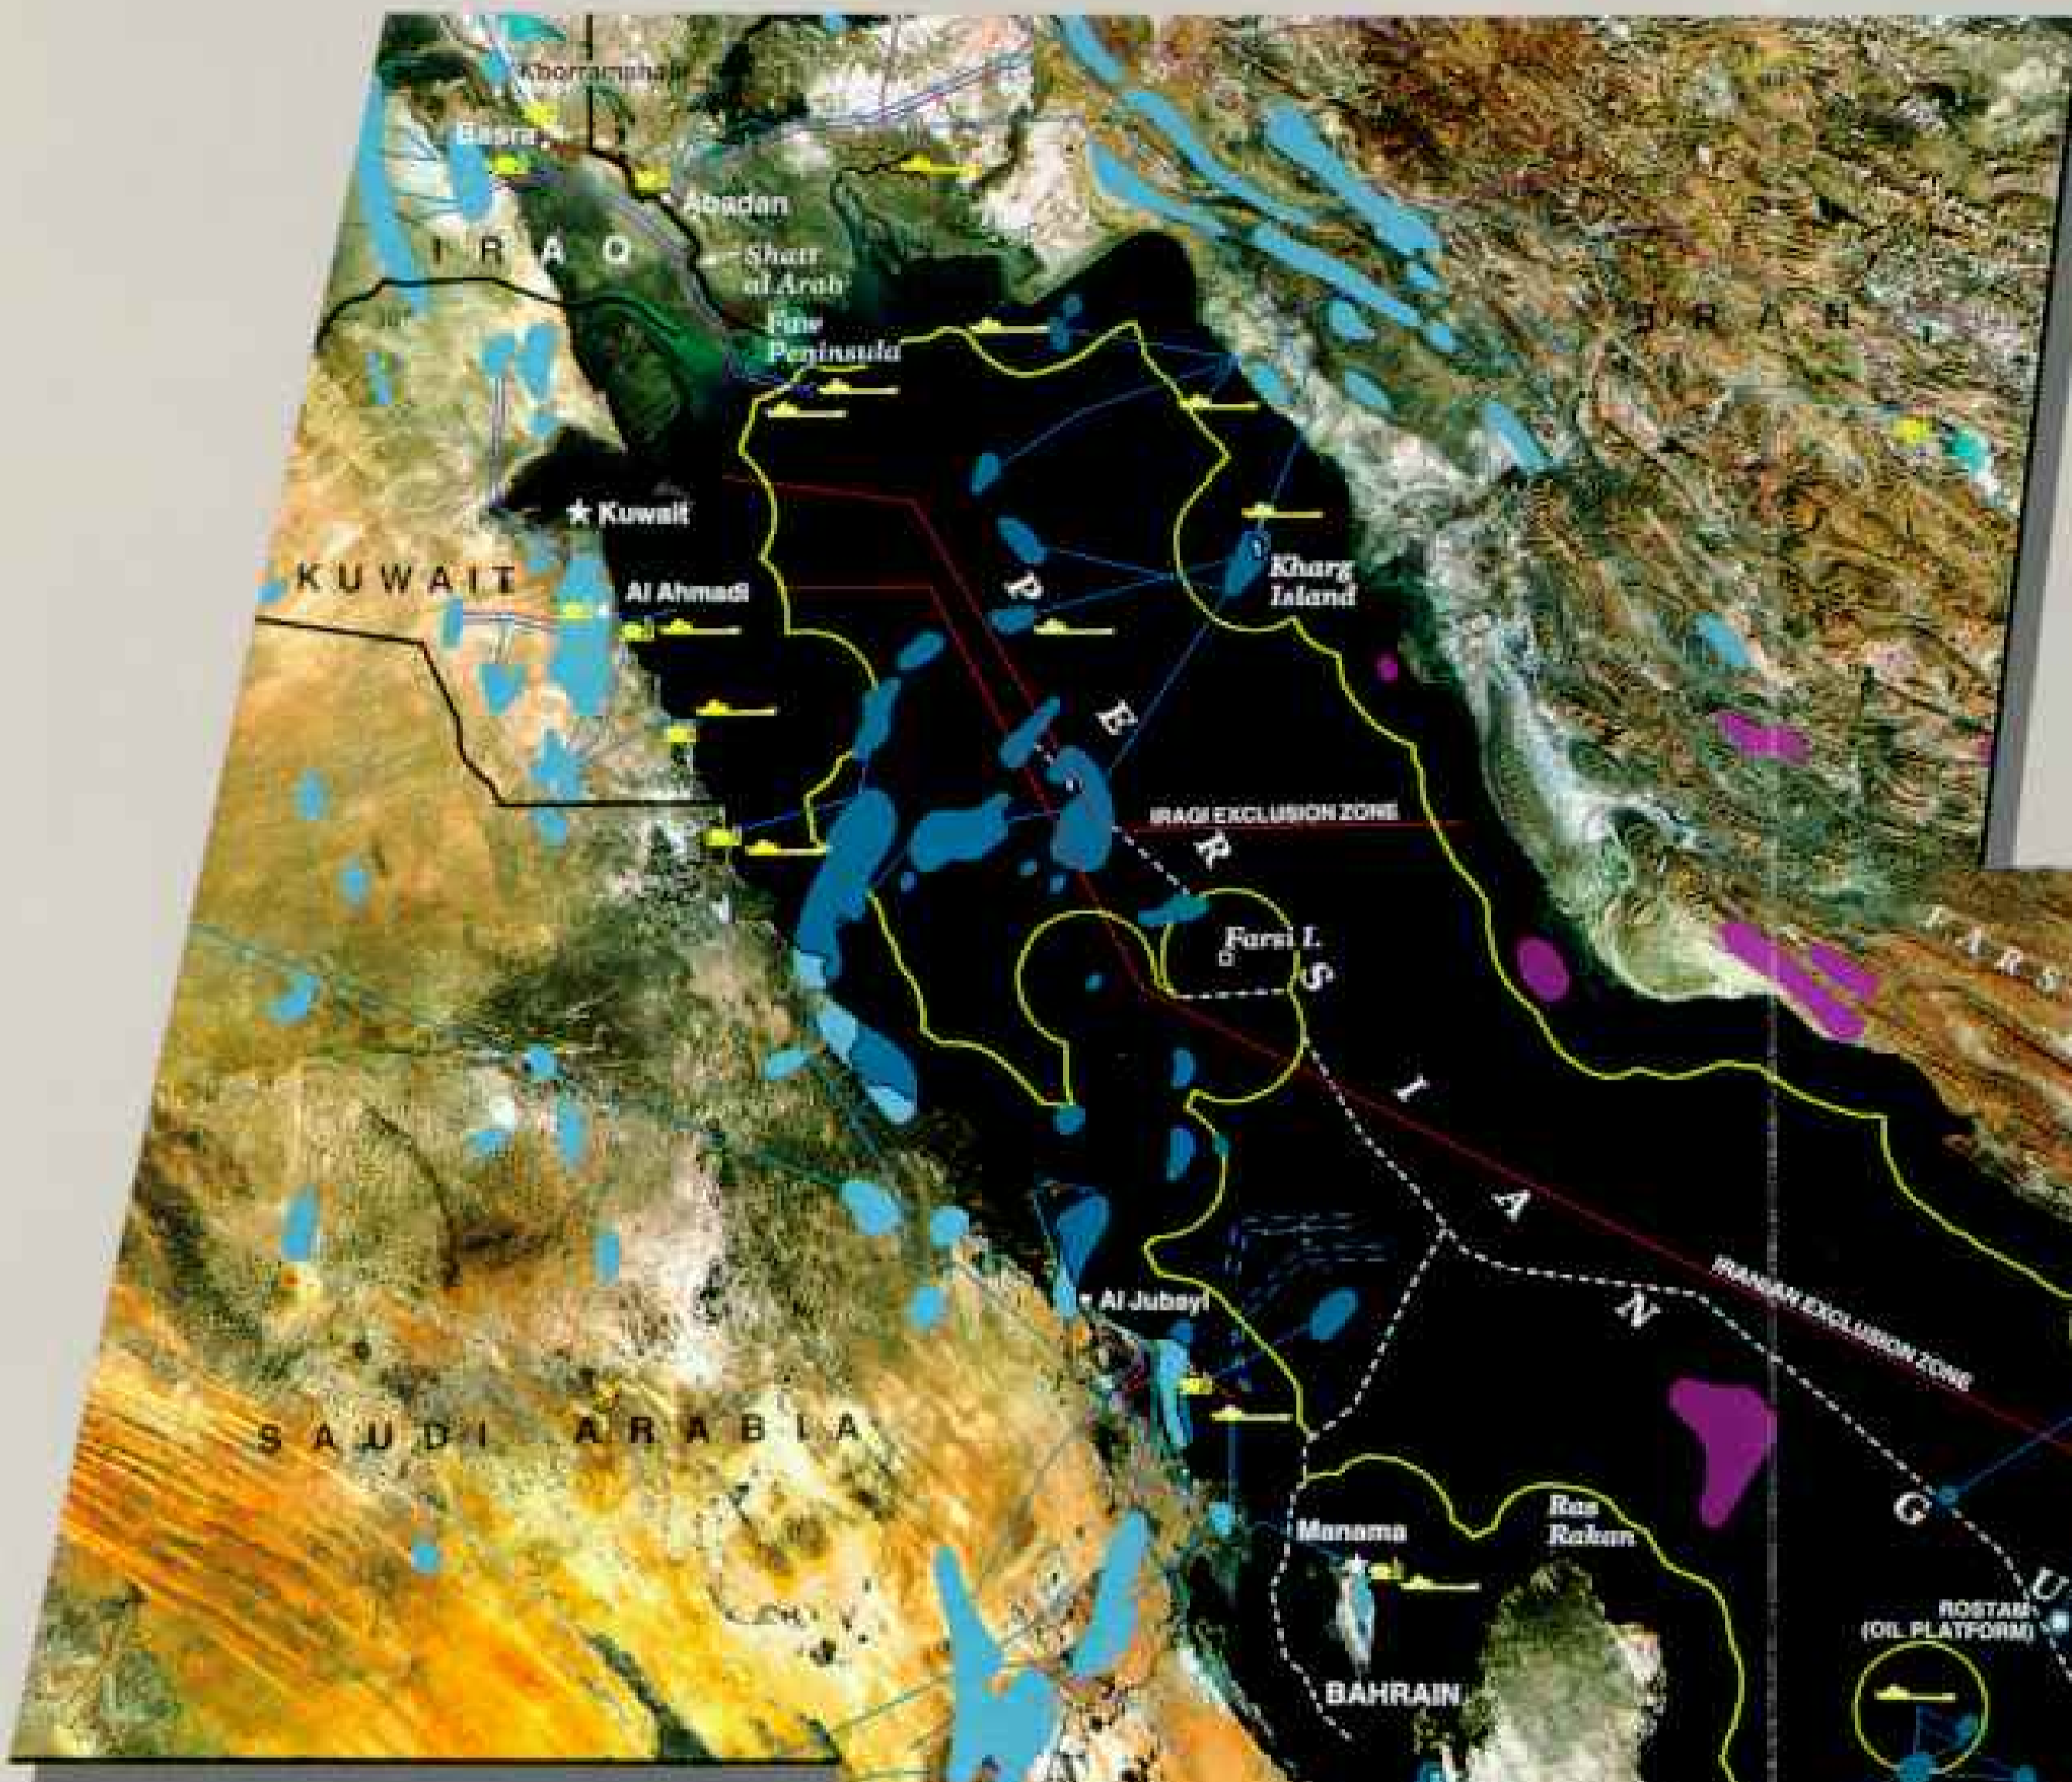 Khorramshahr
Basra
Abadan
IRAQ
Shatt
al Arab
Faw
Peninsula
IRAN
Kuwait
KUWAIT
Al Ahmadi
Kharg
Island
IRAGI EXCLUSION ZONE
Farsi I.
FARS
PERSIAN GU
Al Jubayl
IRANIAN EXCLUSION ZONE
SAUDI ARABIA
Manama
Ras
Rakan
ROSTAM
(OIL PLATFORM)
BAHRAIN